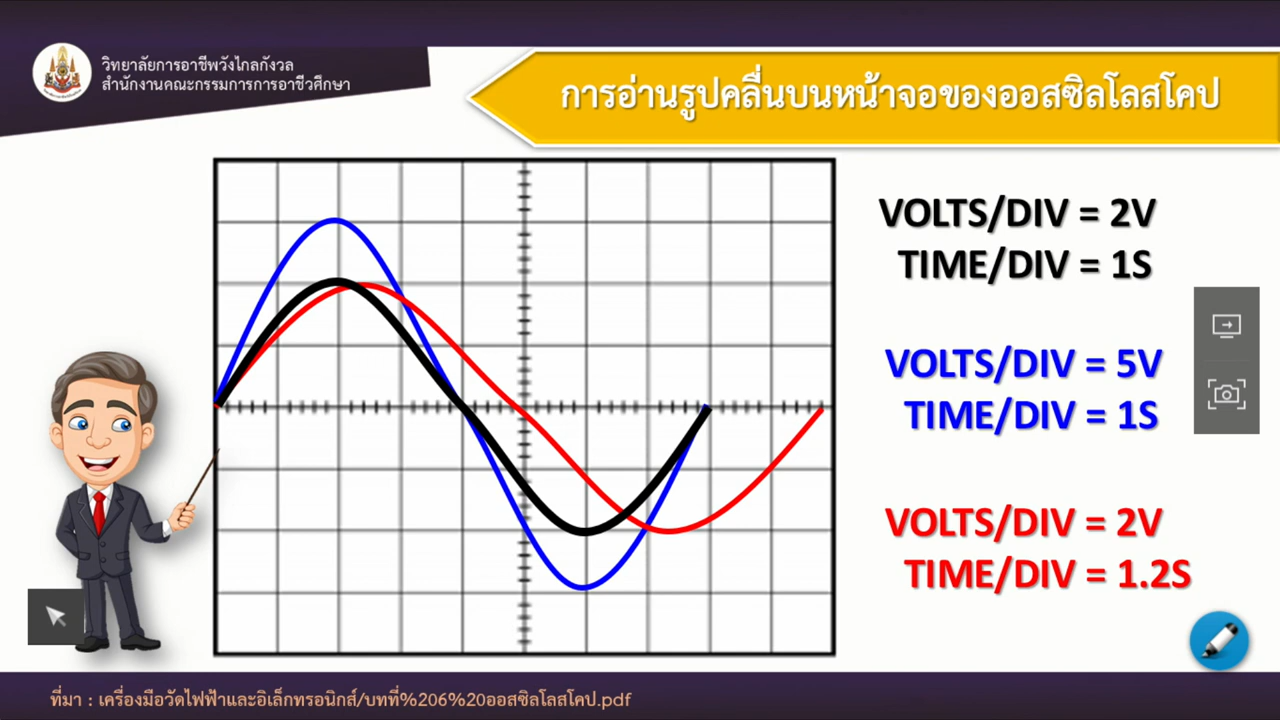 วิทยาลัยการอาชีพวังไกลกังวล
สำนักงานคณะกรรมการการอาชีวศึกษา
การอ่านรูปคลื่นบนหน้าจอของออสซิลโลสโคป
VOLTS/DIV = 2V
TIME/DIV = 1S
VOLTS/DIV = 5V
TIME/DIV = 1S
VOLTS/DIV = 2V
TIME/DIV = 1.2S
ที่มา : เครื่องมือวัดไฟฟ้าและอิเล็กทรอนิกส์/บทที่%206%20ออสซิลโลสโคป.pdf